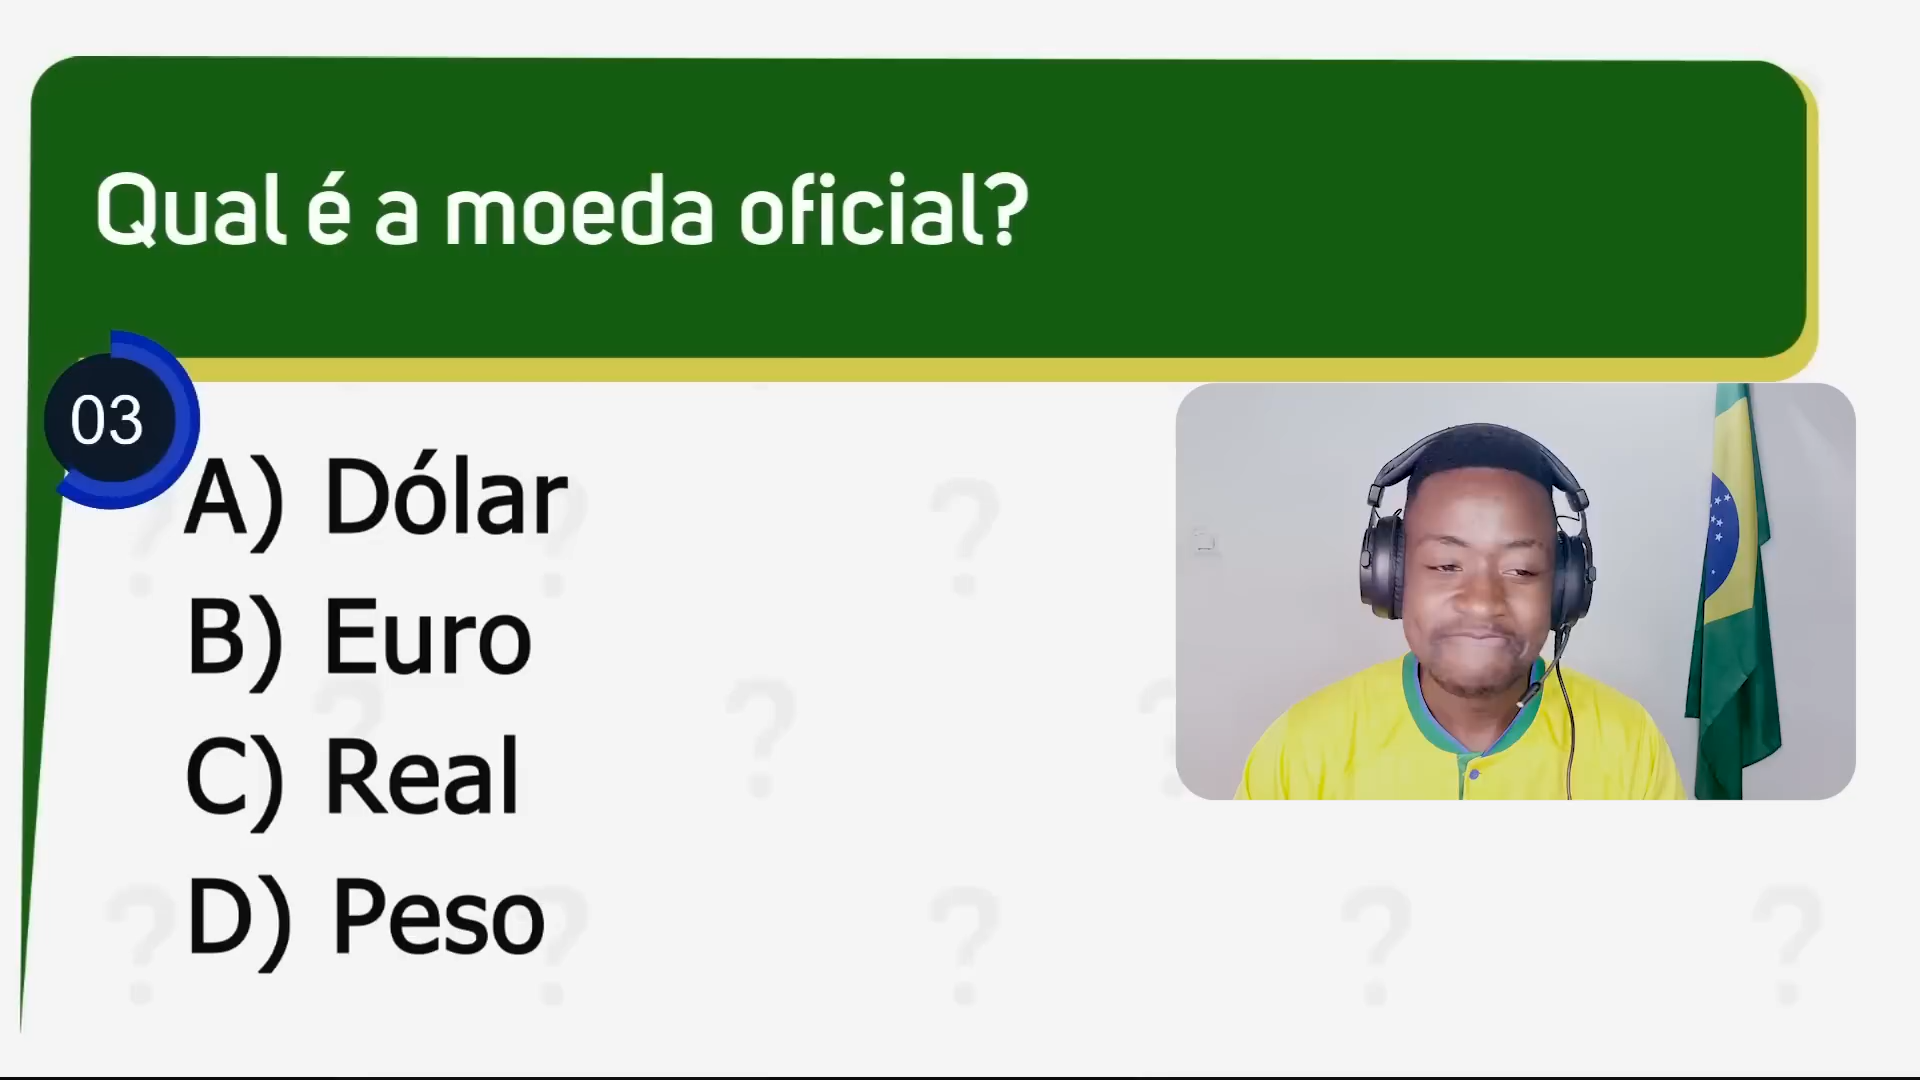 Qual é a moeda oficial?
03
A) Dólar
B) Euro
C) Real
D) Peso